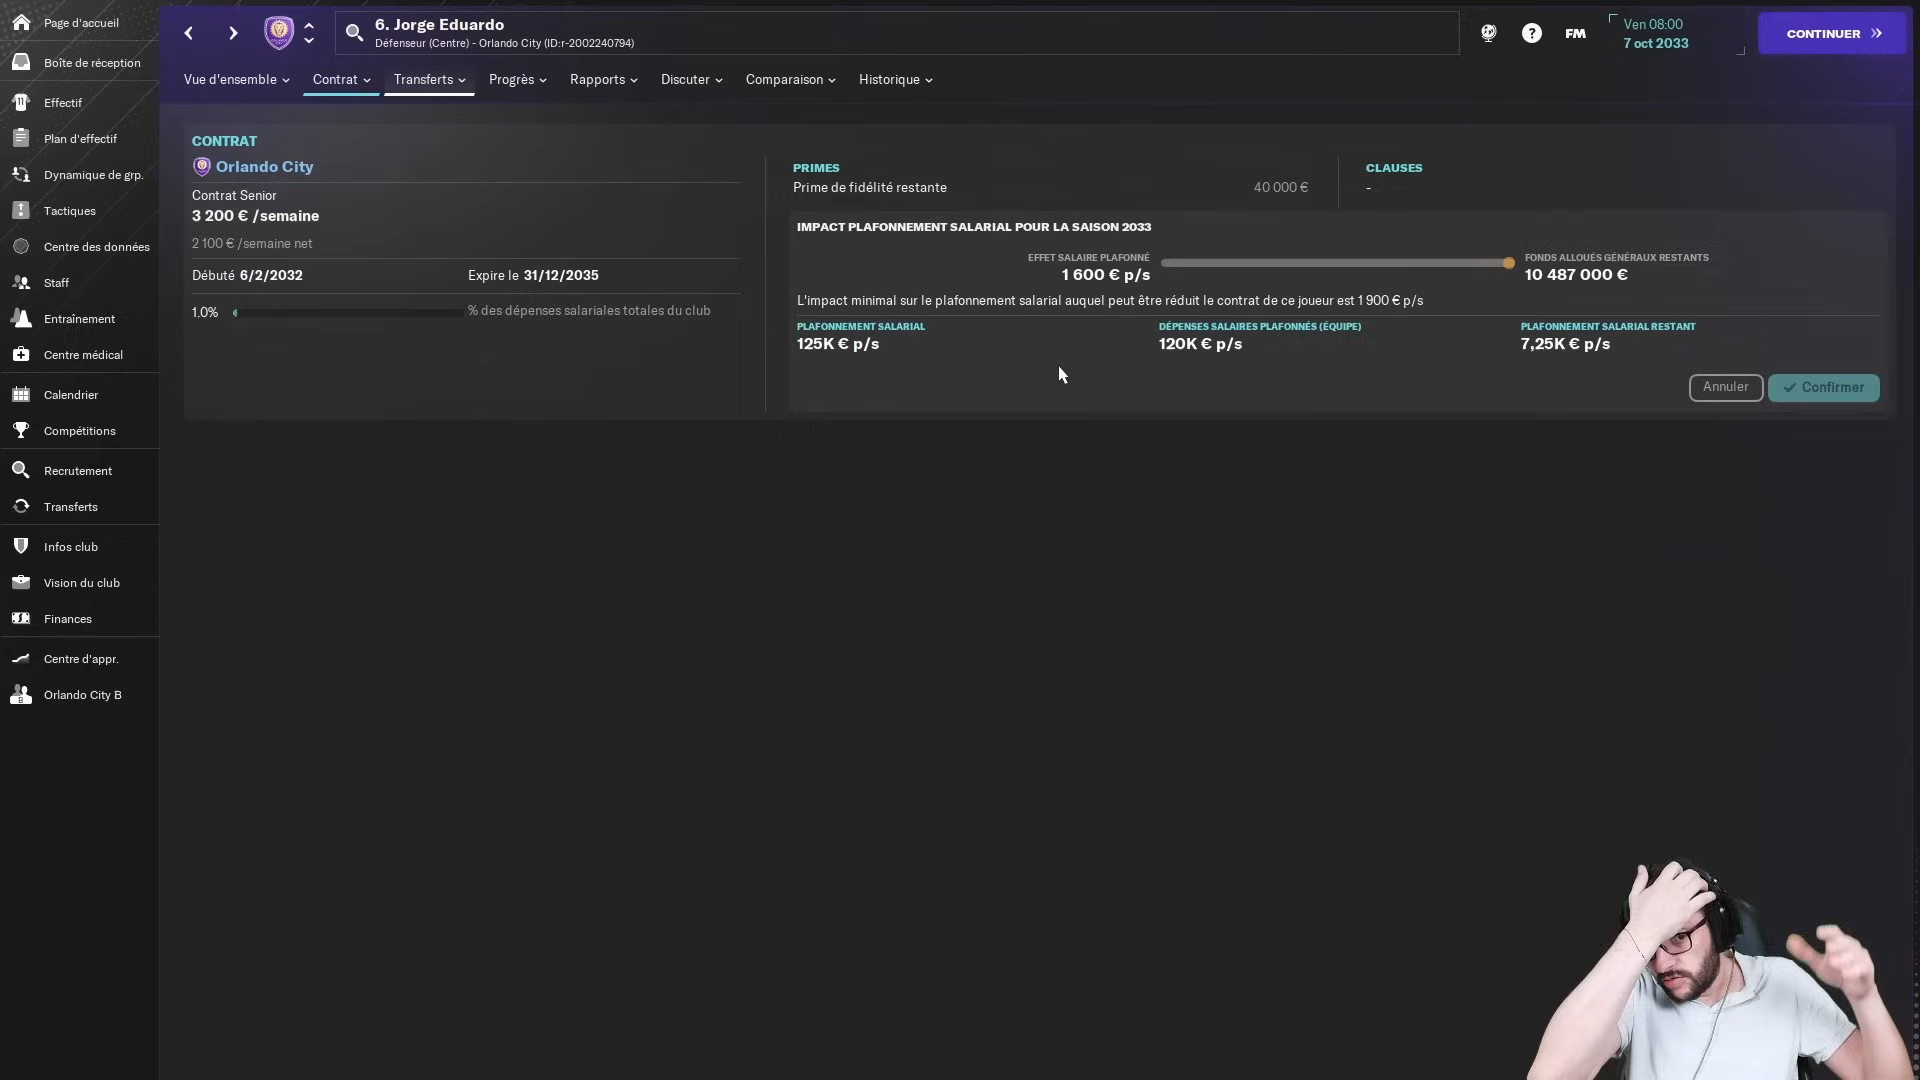 Page d'accueil
Boîte de réception
Effectif
Plan d'effectif
Dynamique de grp.
Tactiques
Centre des données
Staff
Entraînement
Centre médical
Calendrier
Compétitions
Recrutement
Transferts
Infos club
Vision du club
Finances
Centre d'appr.
Orlando City B
6. Jorge Eduardo
Défenseur (Centre) - Orlando City (ID:r-2002240794)
FM
Ven 08:00
7 oct 2033
CONTINUER
Vue d'ensemble Contrat Transferts Progrès Rapports Discuter Comparaison Historique
CONTRAT
Orlando City
Contrat Senior
3 200 € /semaine
2 100 € /semaine net
Débuté 6/2/2032 Expire le 31/12/2035
1.0% % des dépenses salariales totales du club
PRIMES
Prime de fidélité restante 40 000 €
CLAUSES
-
IMPACT PLAFONNEMENT SALARIAL POUR LA SAISON 2033
EFFET SALAIRE PLAFONNÉ
1 600 € p/s
FONDS ALLOUÉS GÉNÉRAUX RESTANTS
10 487 000 €
L'impact minimal sur le plafonnement salarial auquel peut être réduit le contrat de ce joueur est 1 900 € p/s
PLAFONNEMENT SALARIAL
125K € p/s
DÉPENSES SALAIRES PLAFONNÉS (ÉQUIPE)
120K € p/s
PLAFONNEMENT SALARIAL RESTANT
7,25K € p/s
Annuler Confirmer